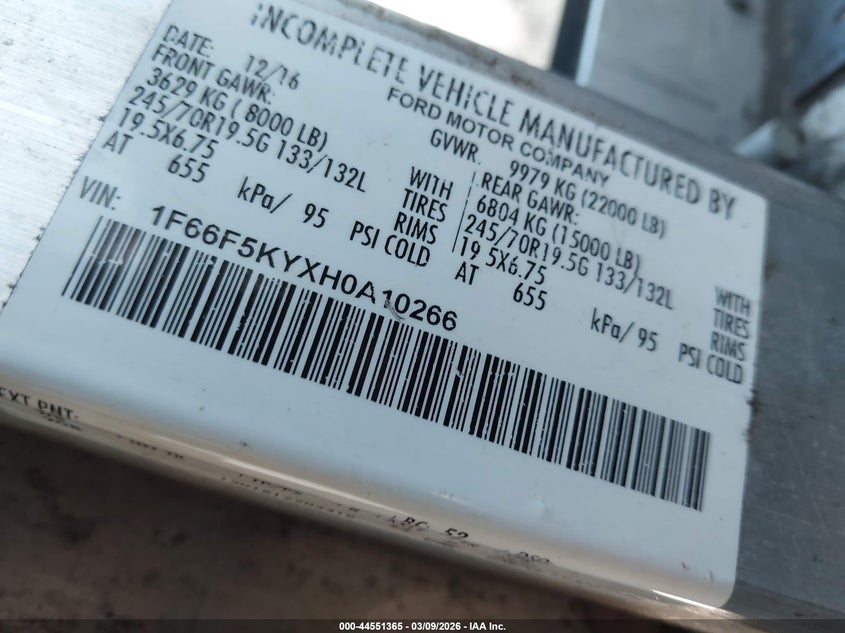 INCOMPLETE VEHICLE MANUFACTURED BY
FORD MOTOR COMPANY
DATE: 12/16 GVWR. 9979 KG (22000 LB)
FRONT GAWR: REAR GAWR:
3629 KG ( 8000 LB) WITH 6804 KG (15000 LB) WITH
245/70R19.5G 133/132L TIRES 245/70R19.5G 133/132L TIRES
19.5X6.75 RIMS 19.5X6.75 RIMS
AT 655 kPa/ 95 PSI COLD AT 655 kPa/ 95 PSI COLD
VIN: 1F66F5KYXH0A10266
EXT PNT:
000-44551365 | 03/09/2026 - IAA Inc.